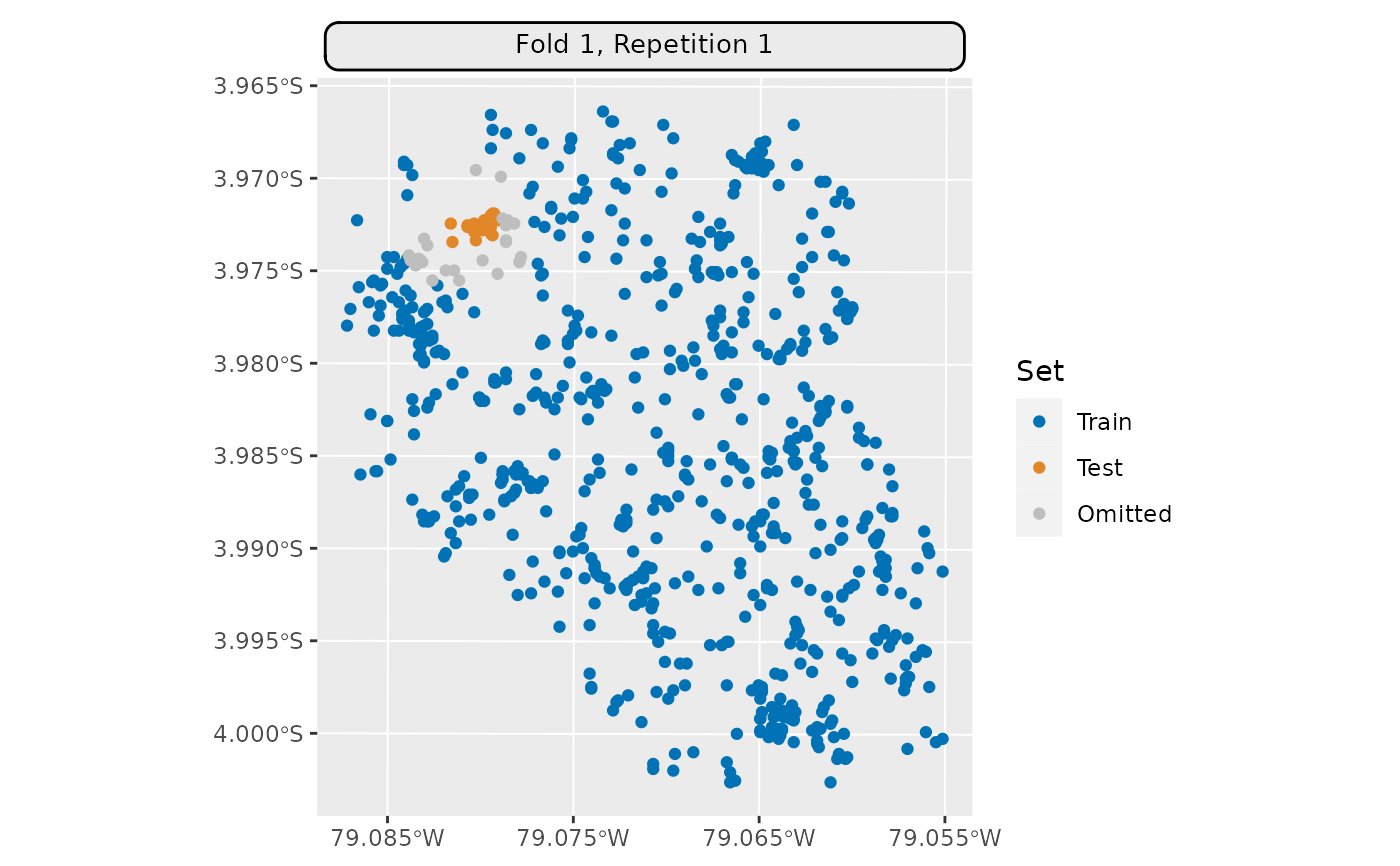 Fold 1, Repetition 1
3.965°S
3.970°S
3.975°S
3.980°S
3.985°S
3.990°S
3.995°S
4.000°S
79.085°W 79.075°W 79.065°W 79.055°W
Set
Train
Test
Omitted